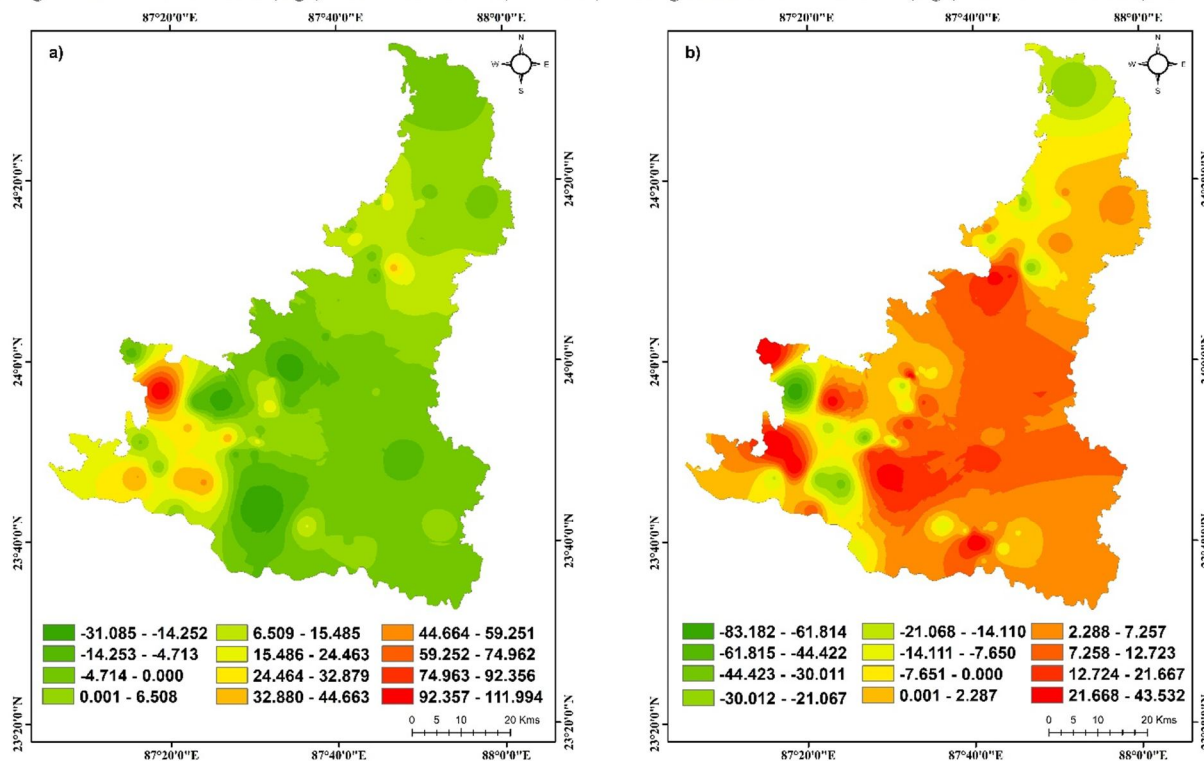 87°20'0"E 87°40'0"E 88°0'0"E
87°20'0"E 87°40'0"E 88°0'0"E
a)
N
W E
S
b)
N
W E
S
24°20'0"N
24°20'0"N
24°20'0"N
24°0'0"N
24°0'0"N
24°0'0"N
23°40'0"N
23°40'0"N
23°20'0"N
23°20'0"N
23°20'0"N
-31.085 - -14.252 6.509 - 15.485 44.664 - 59.251
-14.253 - -4.713 15.486 - 24.463 59.252 - 74.962
-4.714 - 0.000 24.464 - 32.879 74.963 - 92.356
0.001 - 6.508 32.880 - 44.663 92.357 - 111.994
0 5 10 20 Kms
-83.182 - -61.814 -21.068 - -14.110 2.288 - 7.257
-61.815 - -44.422 -14.111 - -7.650 7.258 - 12.723
-44.423 - -30.011 -7.651 - 0.000 12.724 - 21.667
-30.012 - -21.067 0.001 - 2.287 21.668 - 43.532
0 5 10 20 Kms
87°20'0"E 87°40'0"E 88°0'0"E
87°20'0"E 87°40'0"E 88°0'0"E